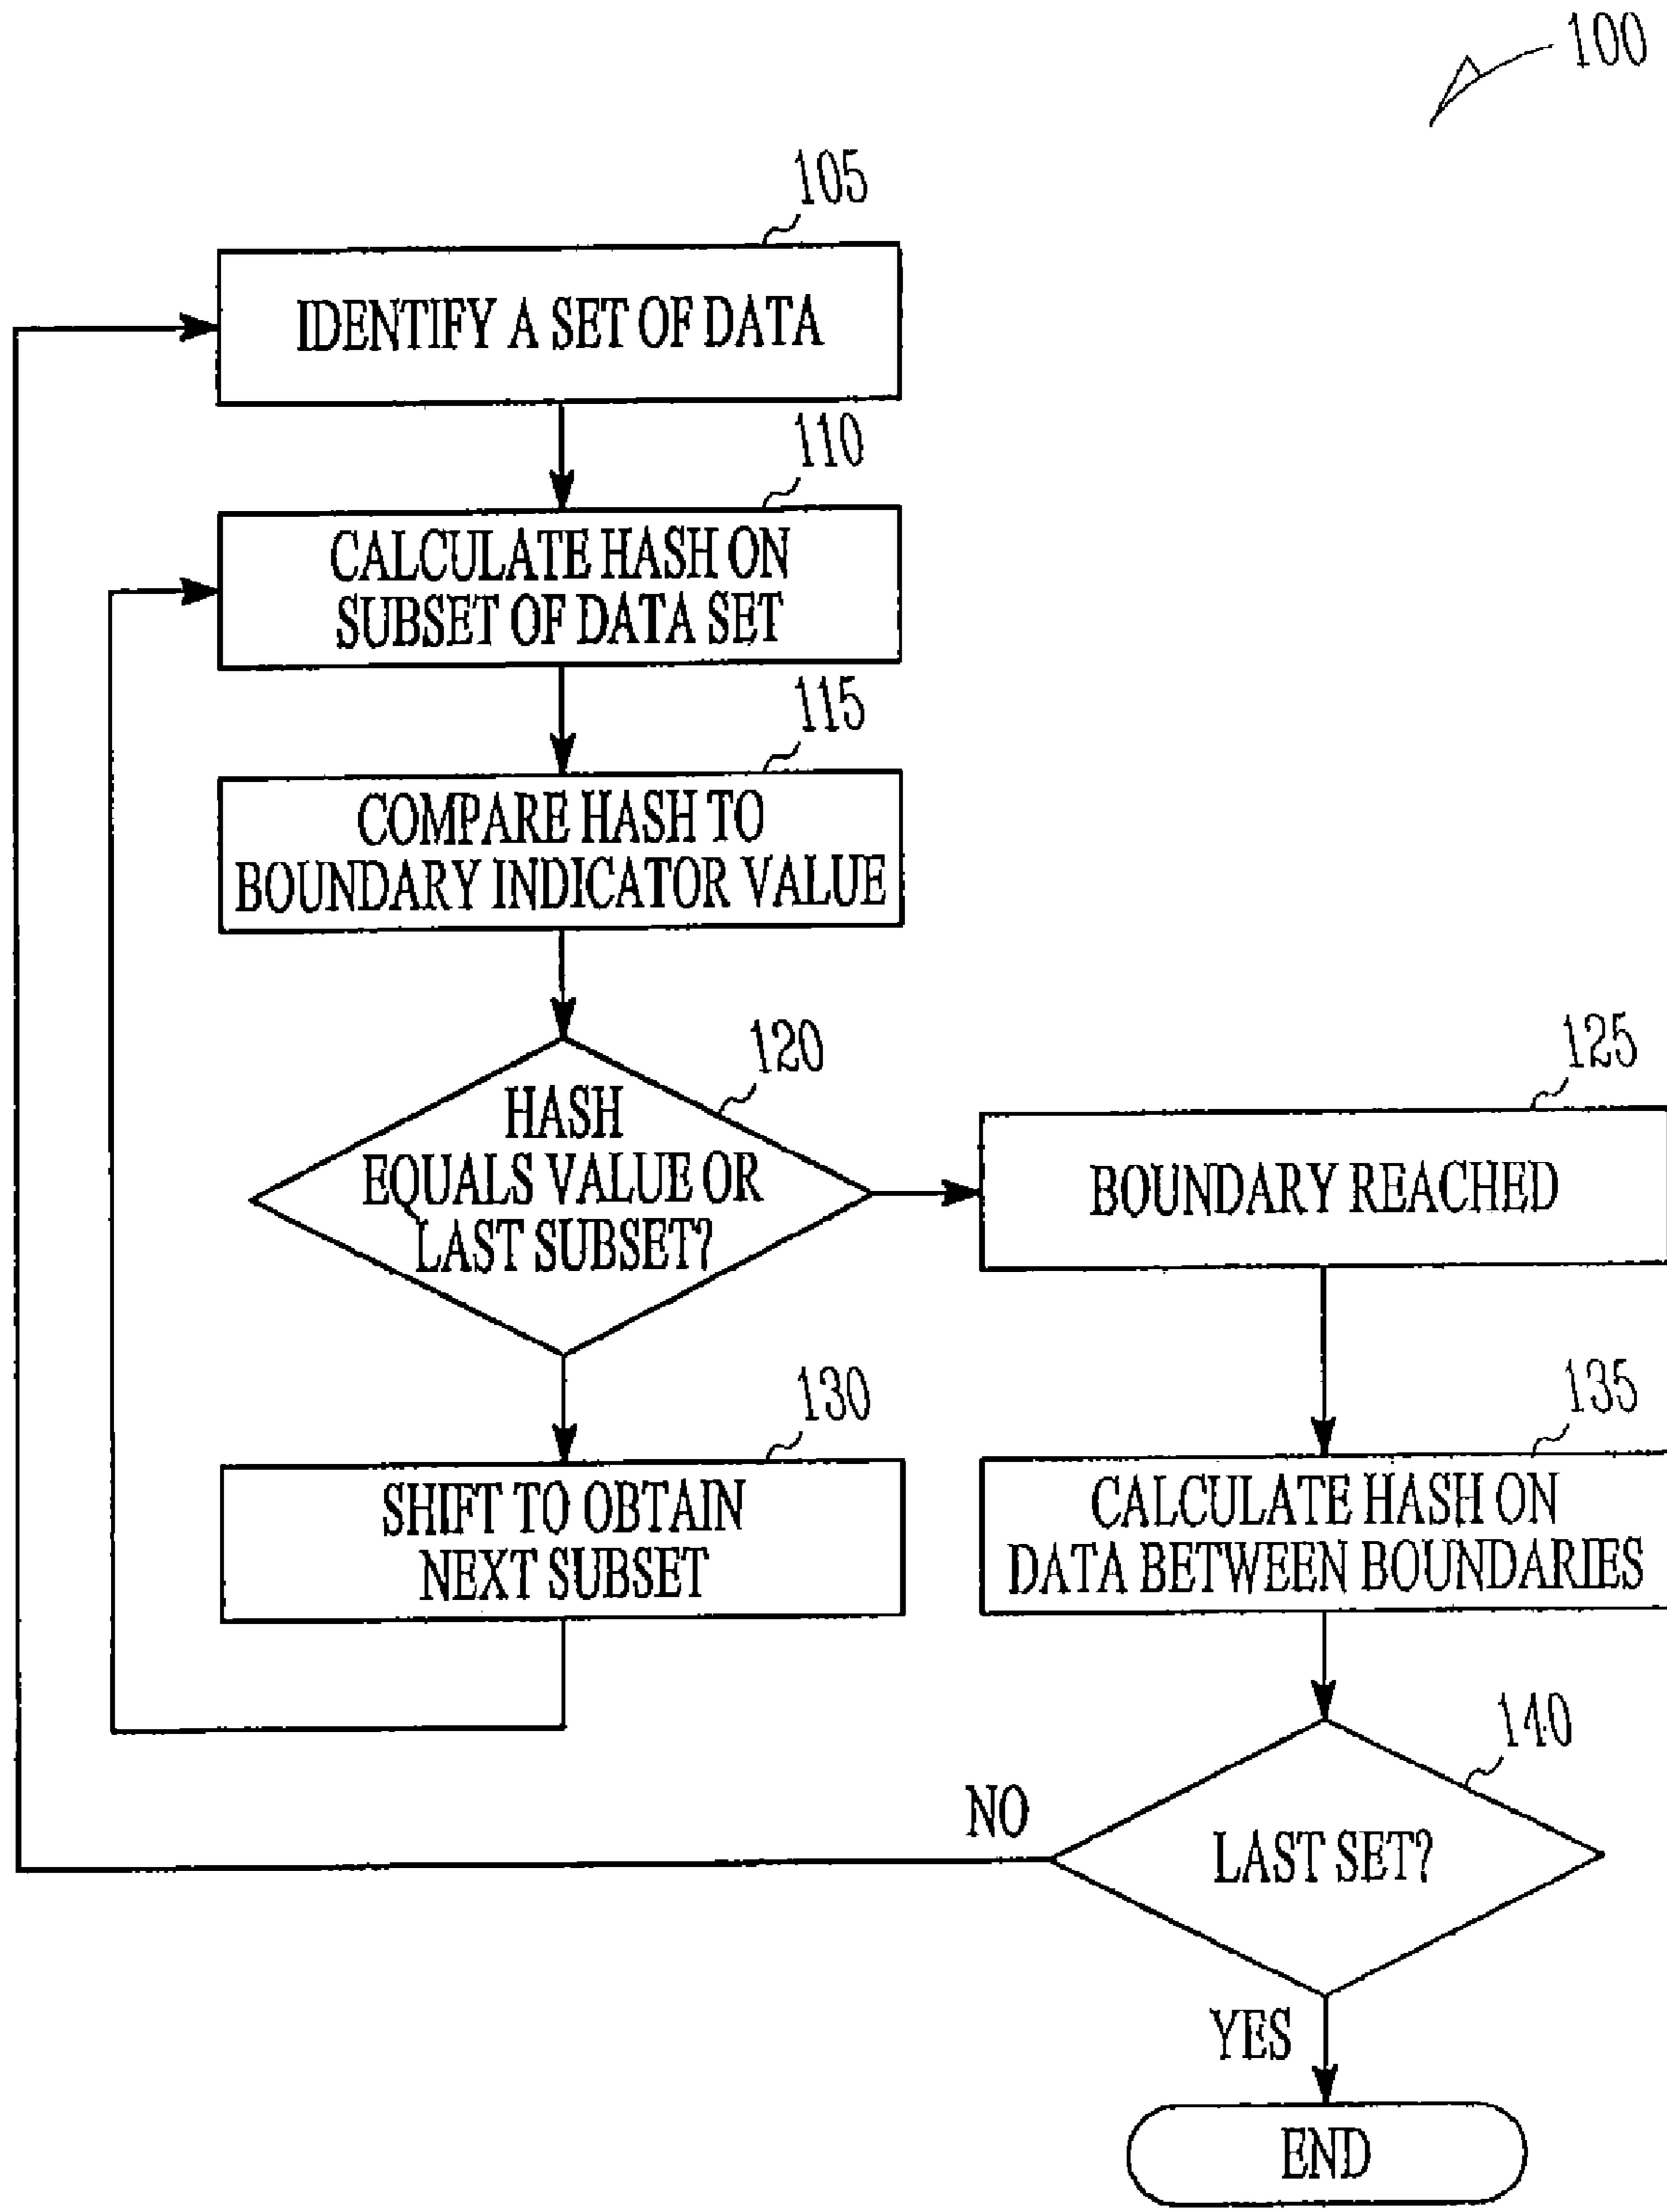 100
105
IDENTIFY A SET OF DATA
110
CALCULATE HASH ON
SUBSET OF DATA SET
115
COMPARE HASH TO
BOUNDARY INDICATOR VALUE
120
HASH
EQUALS VALUE OR
LAST SUBSET?
125
BOUNDARY REACHED
130
SHIFT TO OBTAIN
NEXT SUBSET
135
CALCULATE HASH ON
DATA BETWEEN BOUNDARIES
140
NO
LAST SET?
YES
END